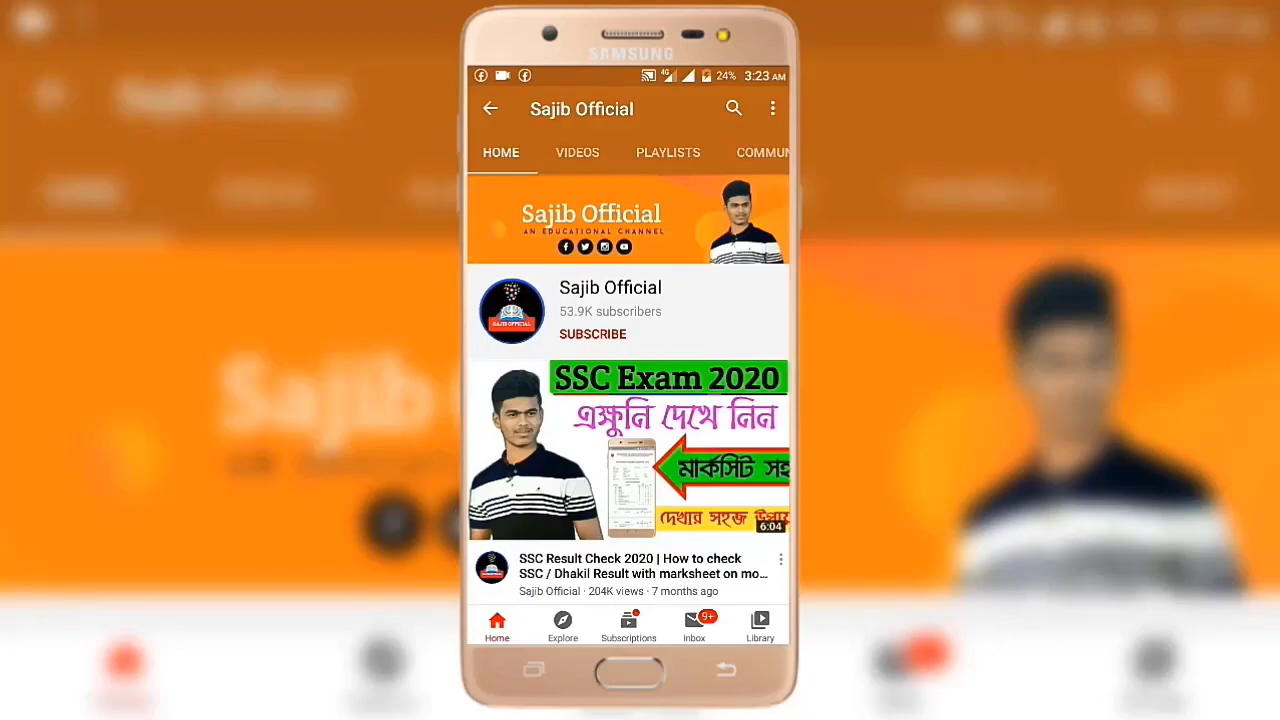 SAMSUNG
4G
24%
3:23 AM
Sajib Official
HOME
VIDEOS
PLAYLISTS
COMMUN
Sajib Official
AN EDUCATIONAL CHANNEL
SAJIB OFFICIAL
Sajib Official
53.9K subscribers
SUBSCRIBE
SSC Exam 2020
এক্ষুনি দেখে নিন
মার্কসিট সহ
দেখার সহজ উপায়
6:04
SSC Result Check 2020 | How to check
SSC / Dhakil Result with marksheet on mo...
Sajib Official · 204K views · 7 months ago
9+
Home
Explore
Subscriptions
Inbox
Library